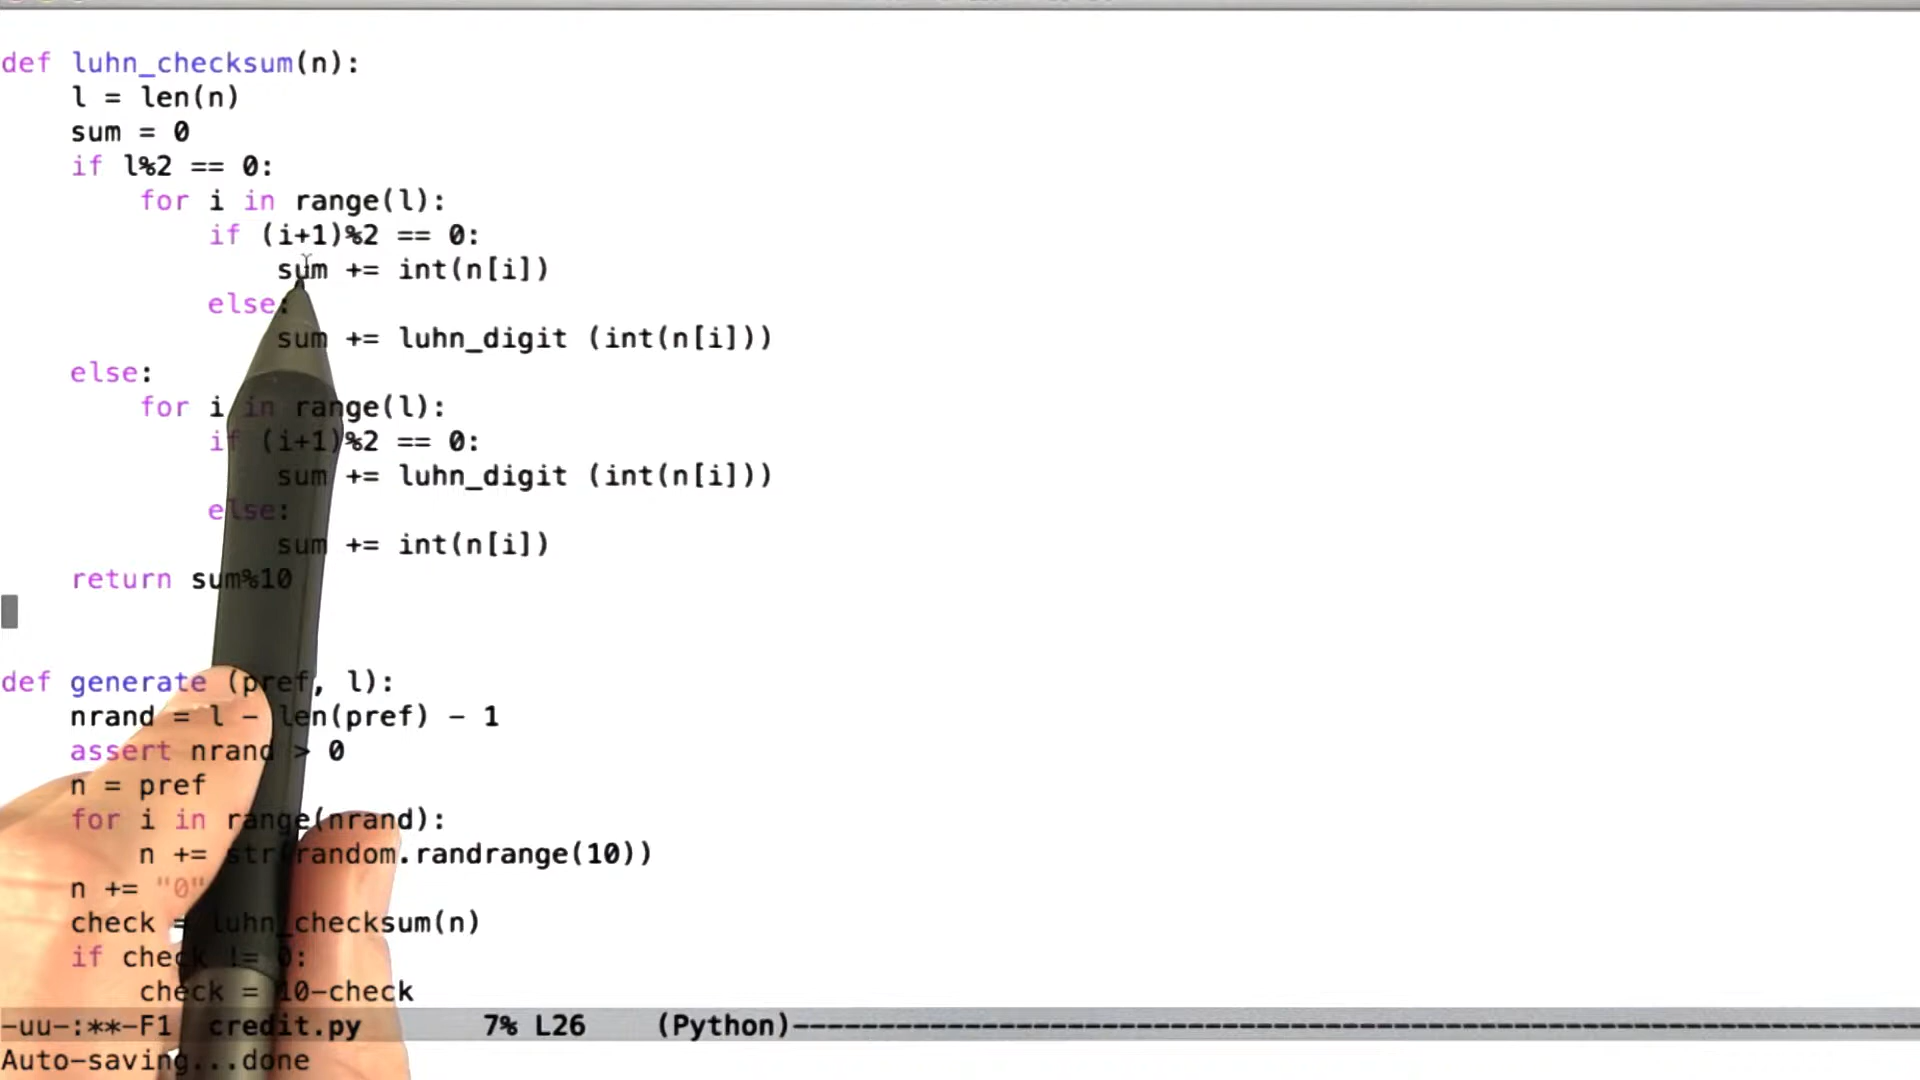 def luhn_checksum(n):
    l = len(n)
    sum = 0
    if l%2 == 0:
        for i in range(l):
            if (i+1)%2 == 0:
                sum += int(n[i])
            else:
                sum += luhn_digit (int(n[i]))
    else:
        for i in range(l):
            if (i+1)%2 == 0:
                sum += luhn_digit (int(n[i]))
            else:
                sum += int(n[i])
    return sum%10
def generate (pref, l):
    nrand = l - len(pref) - 1
    assert nrand > 0
    n = pref
    for i in range(nrand):
        n += str(random.randrange(10))
    n += "0"
    check = luhn_checksum(n)
    if check != 0:
        check = 10-check
-uu-:**-F1  credit.py       7% L26    (Python)----------------------------------------------------------------
Auto-saving...done